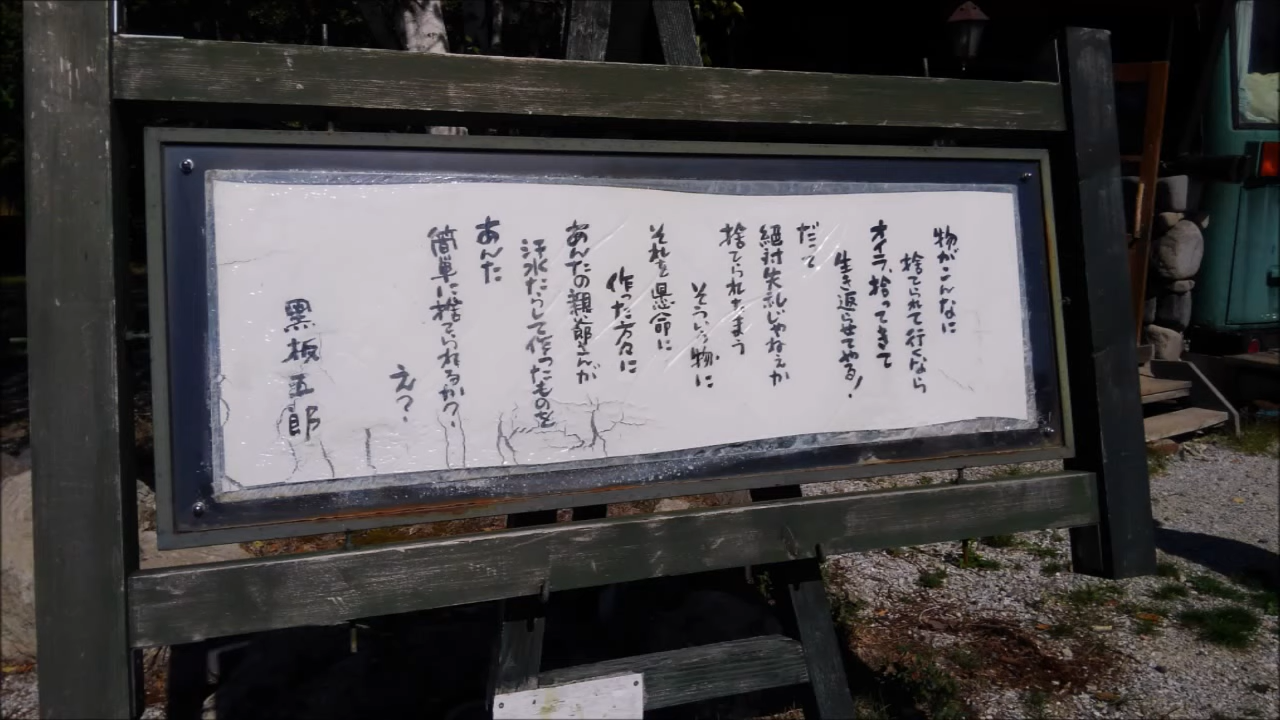 物がこんなに
捨てられて行くなら
オイラ、拾ってきて
生き返らせてやる!
だって
絶対失礼じゃねぇか
捨てられちまう
そういう物に
それを懸命に
作った方々に
あんたの親爺さんが
汗水たらして作ったものを
あんた
簡単に捨てられるか?
え?
黒板五郎